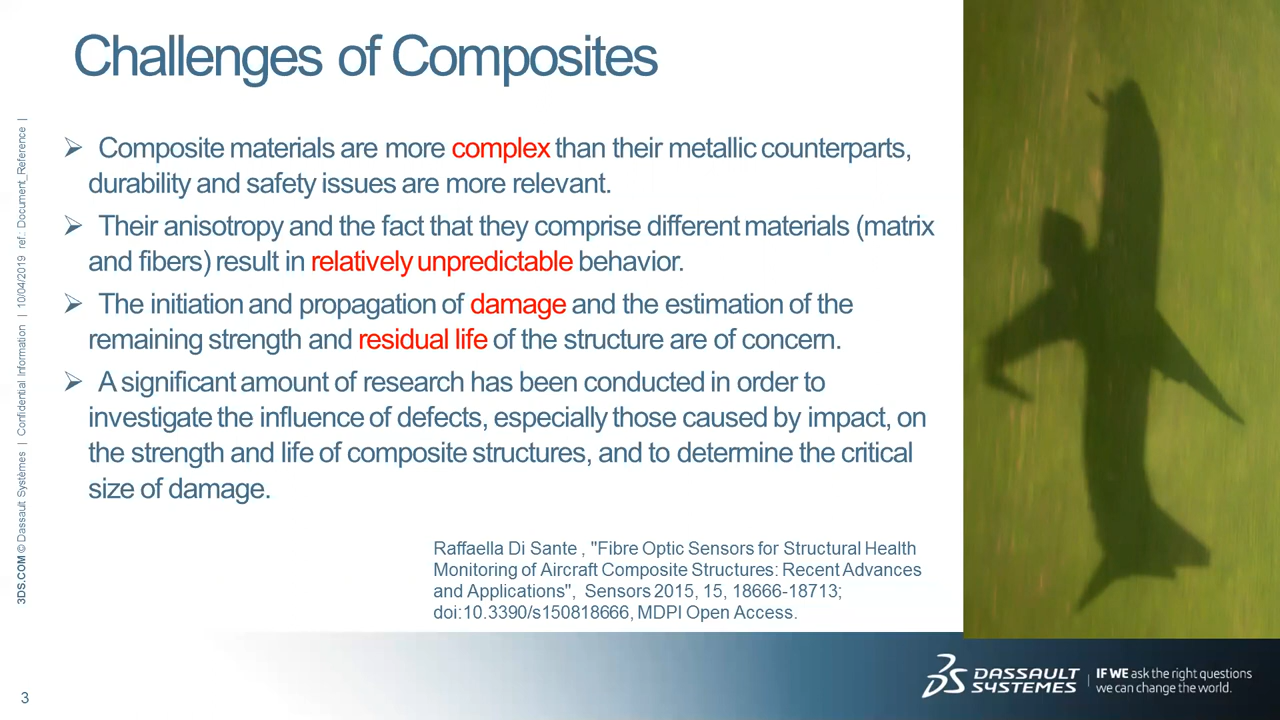 Challenges of Composites
➢ Composite materials are more complex than their metallic counterparts,
durability and safety issues are more relevant.
➢ Their anisotropy and the fact that they comprise different materials (matrix
and fibers) result in relatively unpredictable behavior.
➢ The initiation and propagation of damage and the estimation of the
remaining strength and residual life of the structure are of concern.
➢ A significant amount of research has been conducted in order to
investigate the influence of defects, especially those caused by impact, on
the strength and life of composite structures, and to determine the critical
size of damage.
Raffaella Di Sante , "Fibre Optic Sensors for Structural Health
Monitoring of Aircraft Composite Structures: Recent Advances
and Applications", Sensors 2015, 15, 18666-18713;
doi:10.3390/s150818666, MDPI Open Access.
3DS.COM © Dassault Systèmes | Confidential Information | 10/04/2019 ref.: Document_Reference |
3
DASSAULT
SYSTEMES
IF WE ask the right questions
we can change the world.